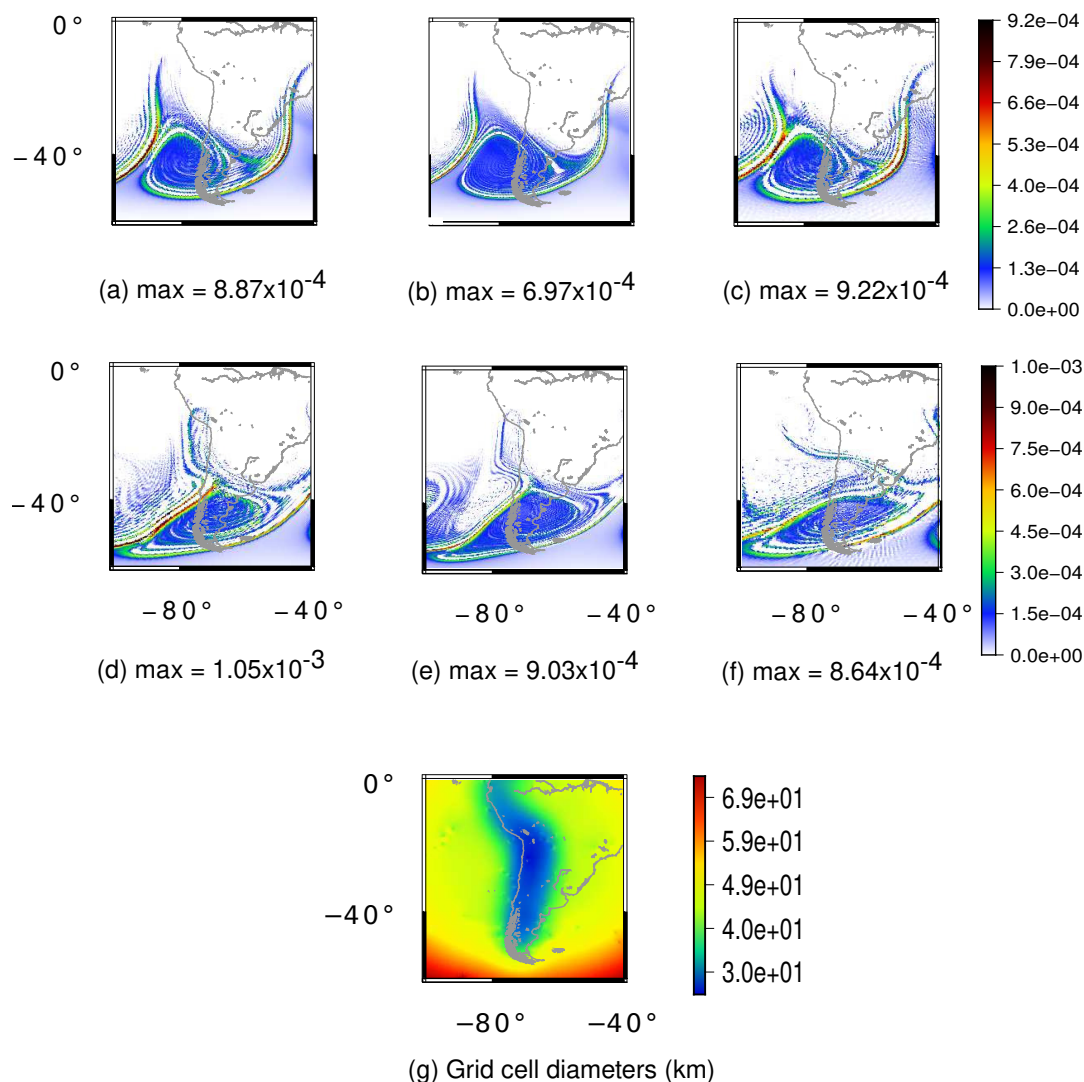 0°
−40°
9.2e−04
7.9e−04
6.6e−04
5.3e−04
4.0e−04
2.6e−04
1.3e−04
0.0e+00
(a) max = 8.87x10-4
(b) max = 6.97x10-4
(c) max = 9.22x10-4
0°
−40°
−80° −40°
−80° −40°
−80° −40°
1.0e−03
9.0e−04
7.5e−04
6.0e−04
4.5e−04
3.0e−04
1.5e−04
0.0e+00
(d) max = 1.05x10-3
(e) max = 9.03x10-4
(f) max = 8.64x10-4
0°
−40°
−80° −40°
6.9e+01
5.9e+01
4.9e+01
4.0e+01
3.0e+01
(g) Grid cell diameters (km)